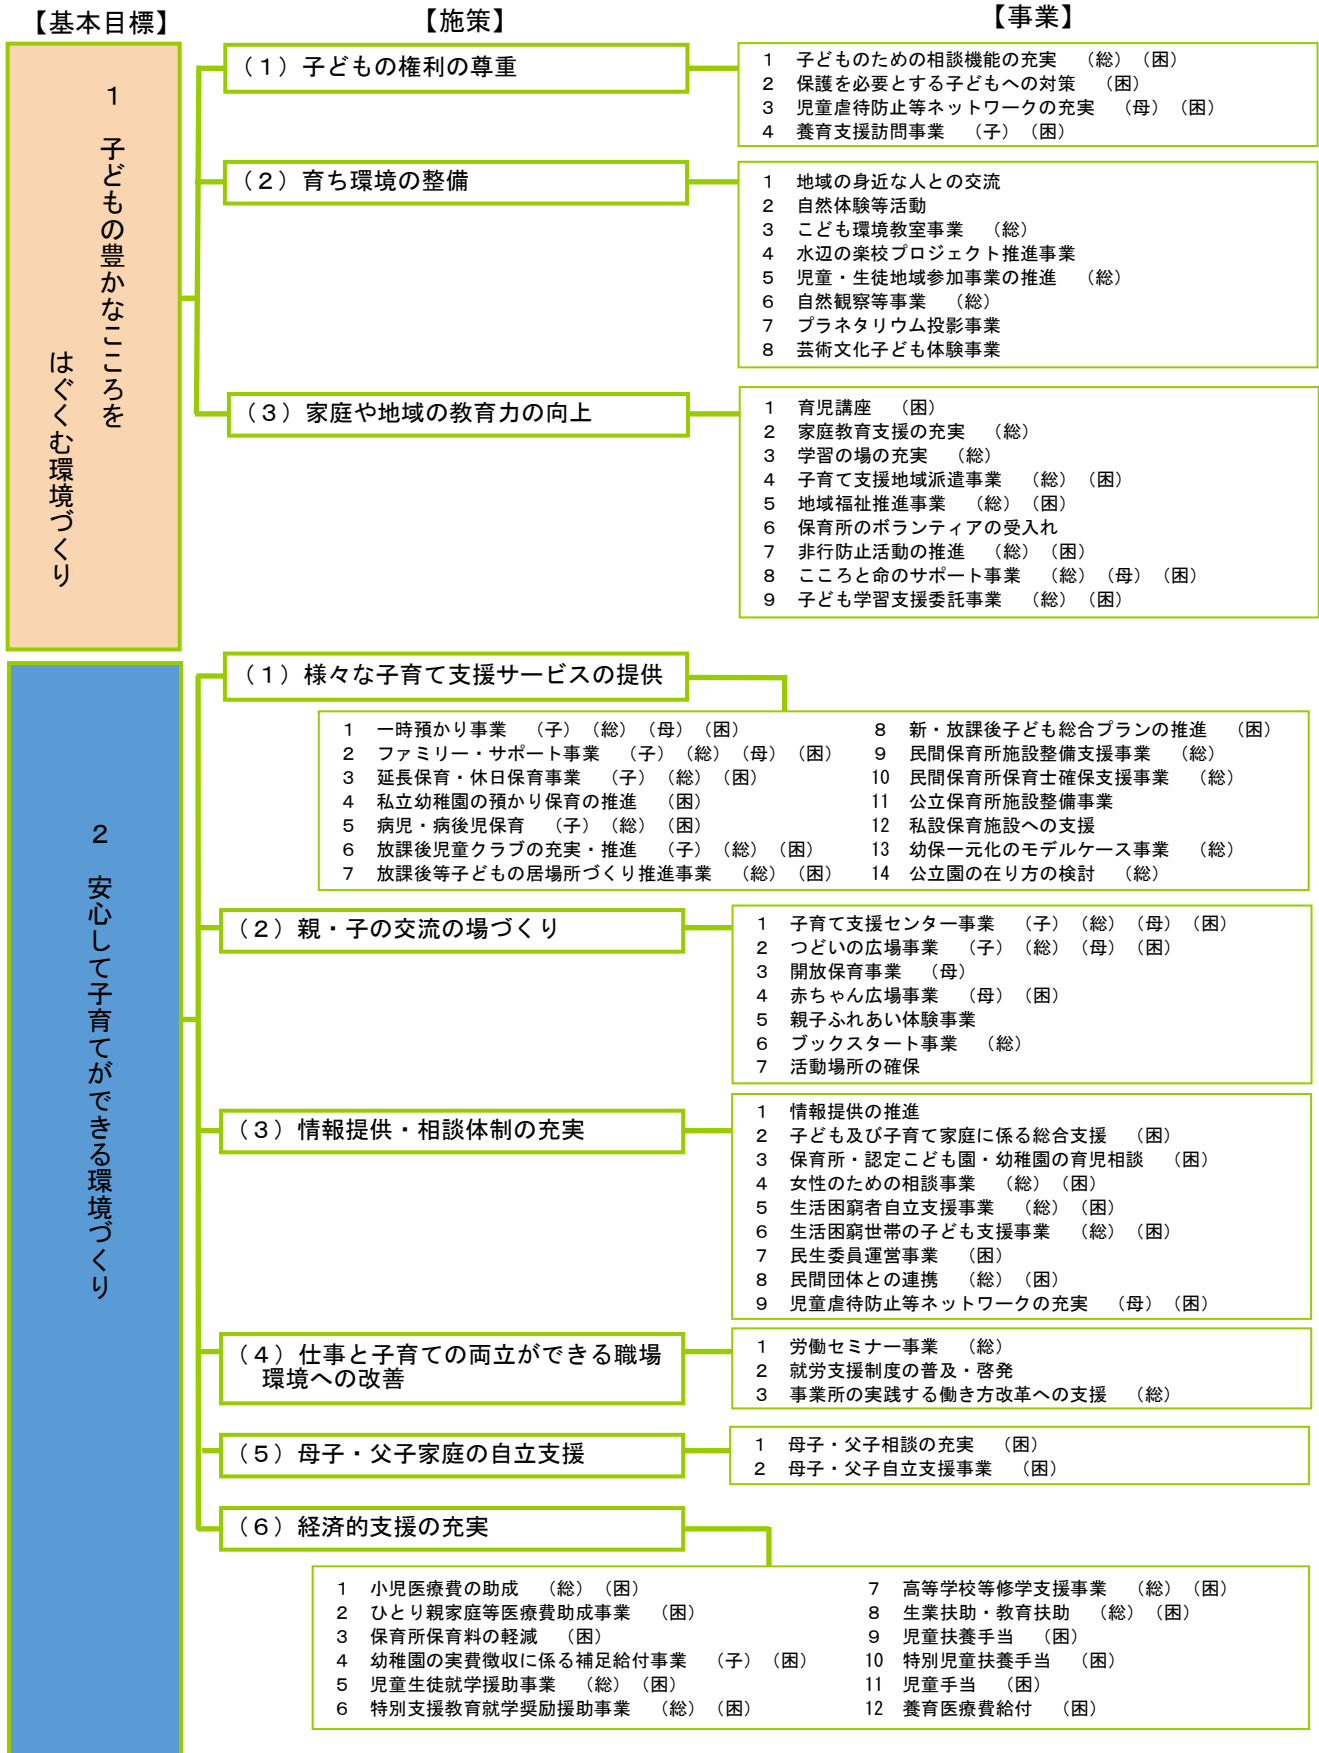 【基本目標】
【施策】
【事業】
1 子どもの豊かなこころを
はぐくむ環境づくり
（１）子どもの権利の尊重
1 子どものための相談機能の充実 （総）（困）
2 保護を必要とする子どもへの対策 （困）
3 児童虐待防止等ネットワークの充実 （母）（困）
4 養育支援訪問事業 （子）（困）
（２）育ち環境の整備
1 地域の身近な人との交流
2 自然体験等活動
3 こども環境教室事業 （総）
4 水辺の楽校プロジェクト推進事業
5 児童・生徒地域参加事業の推進 （総）
6 自然観察等事業 （総）
7 プラネタリウム投影事業
8 芸術文化子ども体験事業
（３）家庭や地域の教育力の向上
1 育児講座 （困）
2 家庭教育支援の充実 （総）
3 学習の場の充実 （総）
4 子育て支援地域派遣事業 （総）（困）
5 地域福祉推進事業 （総）（困）
6 保育所のボランティアの受入れ
7 非行防止活動の推進 （総）（困）
8 こころと命のサポート事業 （総）（母）（困）
9 子ども学習支援委託事業 （総）（困）
2 安心して子育てができる環境づくり
（１）様々な子育て支援サービスの提供
1 一時預かり事業 （子）（総）（母）（困）
2 ファミリー・サポート事業 （子）（総）（母）（困）
3 延長保育・休日保育事業 （子）（総）（困）
4 私立幼稚園の預かり保育の推進 （困）
5 病児・病後児保育 （子）（総）（困）
6 放課後児童クラブの充実・推進 （子）（総）（困）
7 放課後等子どもの居場所づくり推進事業 （総）（困）
8 新・放課後子ども総合プランの推進 （困）
9 民間保育所施設整備支援事業 （総）
10 民間保育所保育士確保支援事業 （総）
11 公立保育所施設整備事業
12 私設保育施設への支援
13 幼保一元化のモデルケース事業 （総）
14 公立園の在り方の検討 （総）
（２）親・子の交流の場づくり
1 子育て支援センター事業 （子）（総）（母）（困）
2 つどいの広場事業 （子）（総）（母）（困）
3 開放保育事業 （母）
4 赤ちゃん広場事業 （母）（困）
5 親子ふれあい体験事業
6 ブックスタート事業 （総）
7 活動場所の確保
（３）情報提供・相談体制の充実
1 情報提供の推進
2 子ども及び子育て家庭に係る総合支援 （困）
3 保育所・認定こども園・幼稚園の育児相談 （困）
4 女性のための相談事業 （総）（困）
5 生活困窮者自立支援事業 （総）（困）
6 生活困窮世帯の子ども支援事業 （総）（困）
7 民生委員運営事業 （困）
8 民間団体との連携 （総）（困）
9 児童虐待防止等ネットワークの充実 （母）（困）
（４）仕事と子育ての両立ができる職場
環境への改善
1 労働セミナー事業 （総）
2 就労支援制度の普及・啓発
3 事業所の実践する働き方改革への支援 （総）
（５）母子・父子家庭の自立支援
1 母子・父子相談の充実 （困）
2 母子・父子自立支援事業 （困）
（６）経済的支援の充実
1 小児医療費の助成 （総）（困）
2 ひとり親家庭等医療費助成事業 （困）
3 保育所保育料の軽減 （困）
4 幼稚園の実費徴収に係る補足給付事業 （子）（困）
5 児童生徒就学援助事業 （総）（困）
6 特別支援教育就学奨励援助事業 （総）（困）
7 高等学校等修学支援事業 （総）（困）
8 生業扶助・教育扶助 （総）（困）
9 児童扶養手当 （困）
10 特別児童扶養手当 （困）
11 児童手当 （困）
12 養育医療費給付 （困）